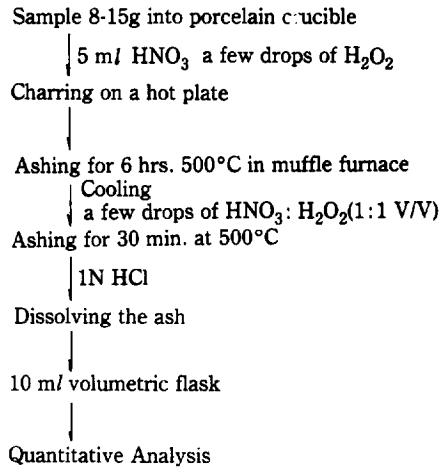 Sample 8-15g into porcelain crucible
5 ml HNO₃ a few drops of H₂O₂
Charring on a hot plate
Ashing for 6 hrs. 500°C in muffle furnace
Cooling
a few drops of HNO₃: H₂O₂(1:1 V/V)
Ashing for 30 min. at 500°C
1N HCl
Dissolving the ash
10 ml volumetric flask
Quantitative Analysis